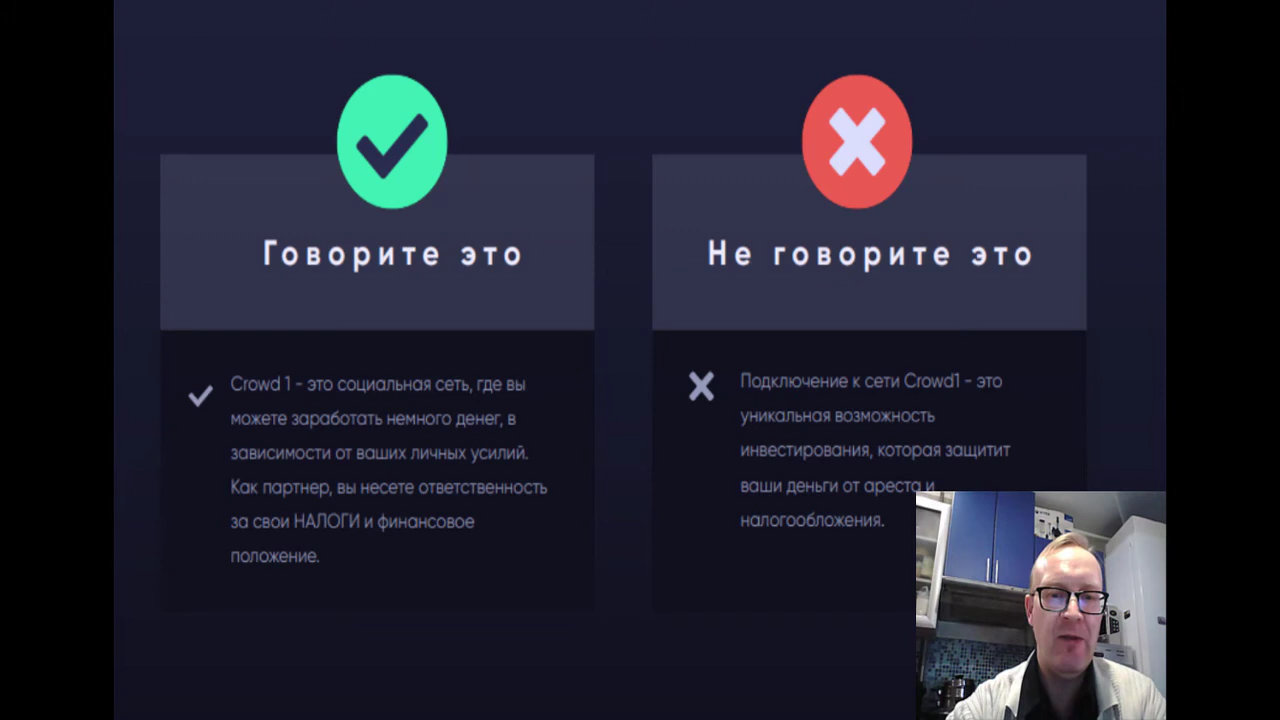 Говорите это
Не говорите это
Crowd 1 - это социальная сеть, где вы
можете заработать немного денег, в
зависимости от ваших личных усилий.
Как партнер, вы несете ответственность
за свои НАЛОГИ и финансовое
положение.
Подключение к сети Crowd1 - это
уникальная возможность
инвестирования, которая защитит
ваши деньги от ареста и
налогообложения.